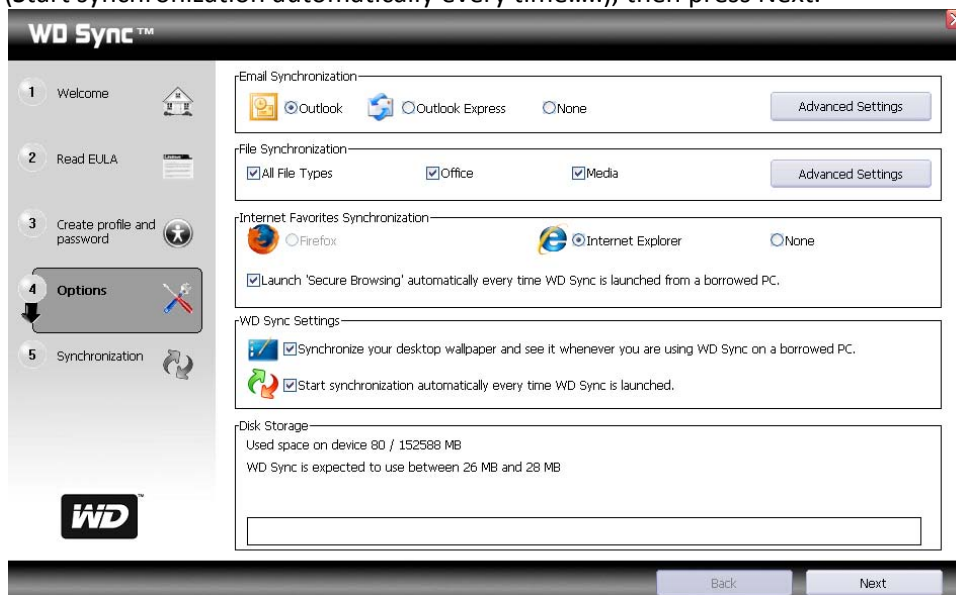 (Start synchronization automatically every time.....), then press Next.
WD Sync™
1 Welcome
2 Read EULA
3 Create profile and
password
4 Options
5 Synchronization
WD™
Email Synchronization
Outlook Outlook Express None Advanced Settings
File Synchronization
All File Types Office Media Advanced Settings
Internet Favorites Synchronization
Firefox Internet Explorer None
Launch 'Secure Browsing' automatically every time WD Sync is launched from a borrowed PC.
WD Sync Settings
Synchronize your desktop wallpaper and see it whenever you are using WD Sync on a borrowed PC.
Start synchronization automatically every time WD Sync is launched.
Disk Storage
Used space on device 80 / 152588 MB
WD Sync is expected to use between 26 MB and 28 MB
Back Next